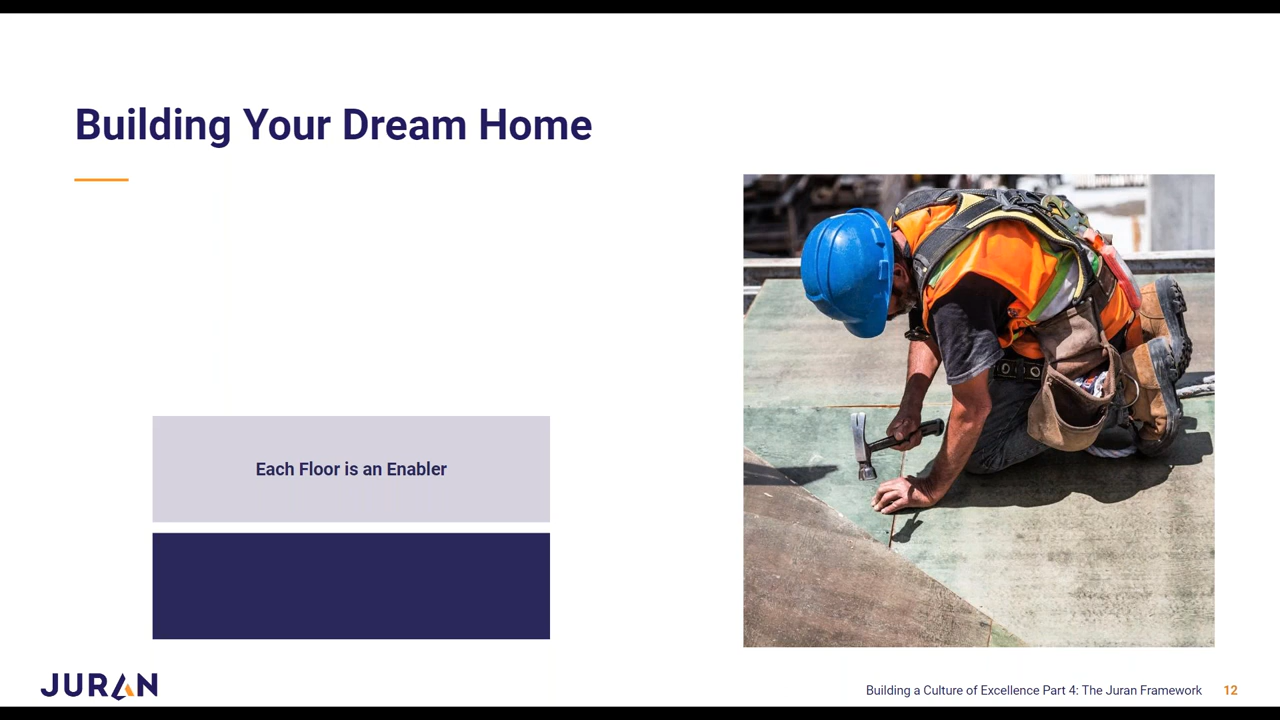 Building Your Dream Home
Each Floor is an Enabler
JURAN
Building a Culture of Excellence Part 4: The Juran Framework 12